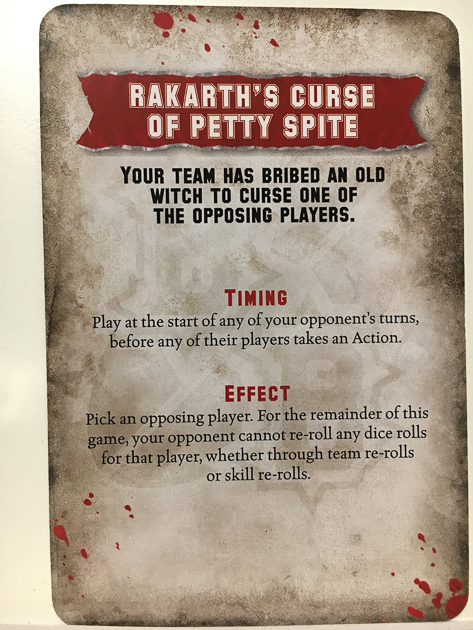 RAKARTH'S CURSE
OF PETTY SPITE
YOUR TEAM HAS BRIBED AN OLD
WITCH TO CURSE ONE OF
THE OPPOSING PLAYERS.
TIMING
Play at the start of any of your opponent's turns,
before any of their players takes an Action.
EFFECT
Pick an opposing player. For the remainder of this
game, your opponent cannot re-roll any dice rolls
for that player, whether through team re-rolls
or skill re-rolls.